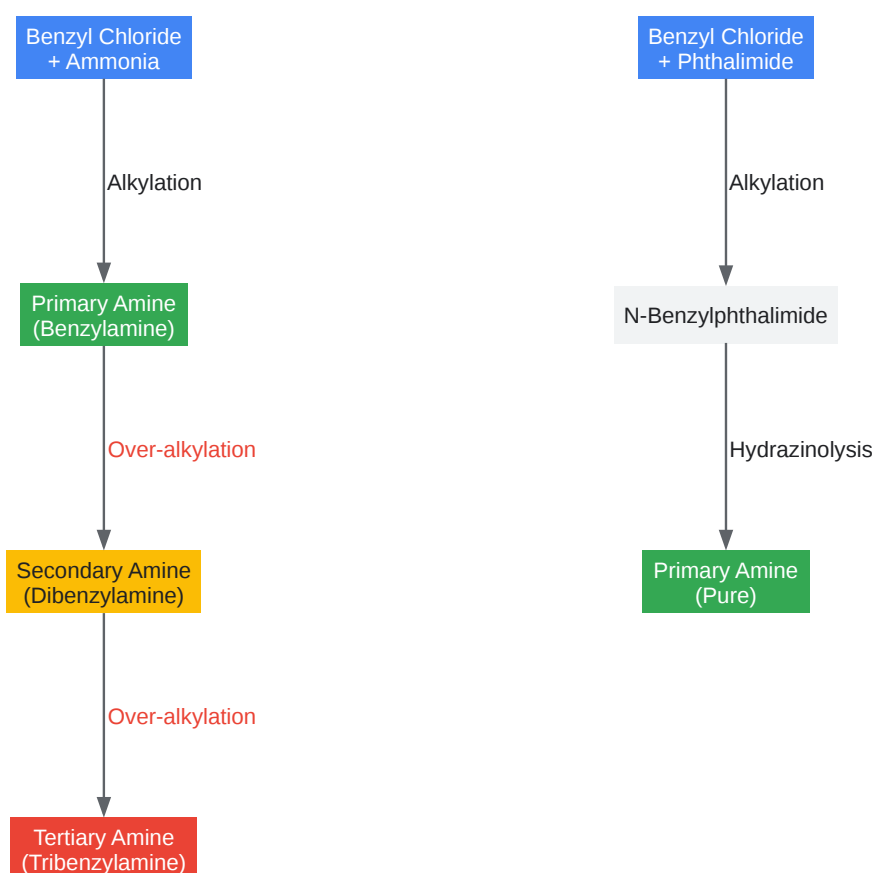 Benzyl Chloride
+ Ammonia
Alkylation
Primary Amine
(Benzylamine)
Over-alkylation
Secondary Amine
(Dibenzylamine)
Over-alkylation
Tertiary Amine
(Tribenzylamine)
Benzyl Chloride
+ Phthalimide
Alkylation
N-Benzylphthalimide
Hydrazinolysis
Primary Amine
(Pure)